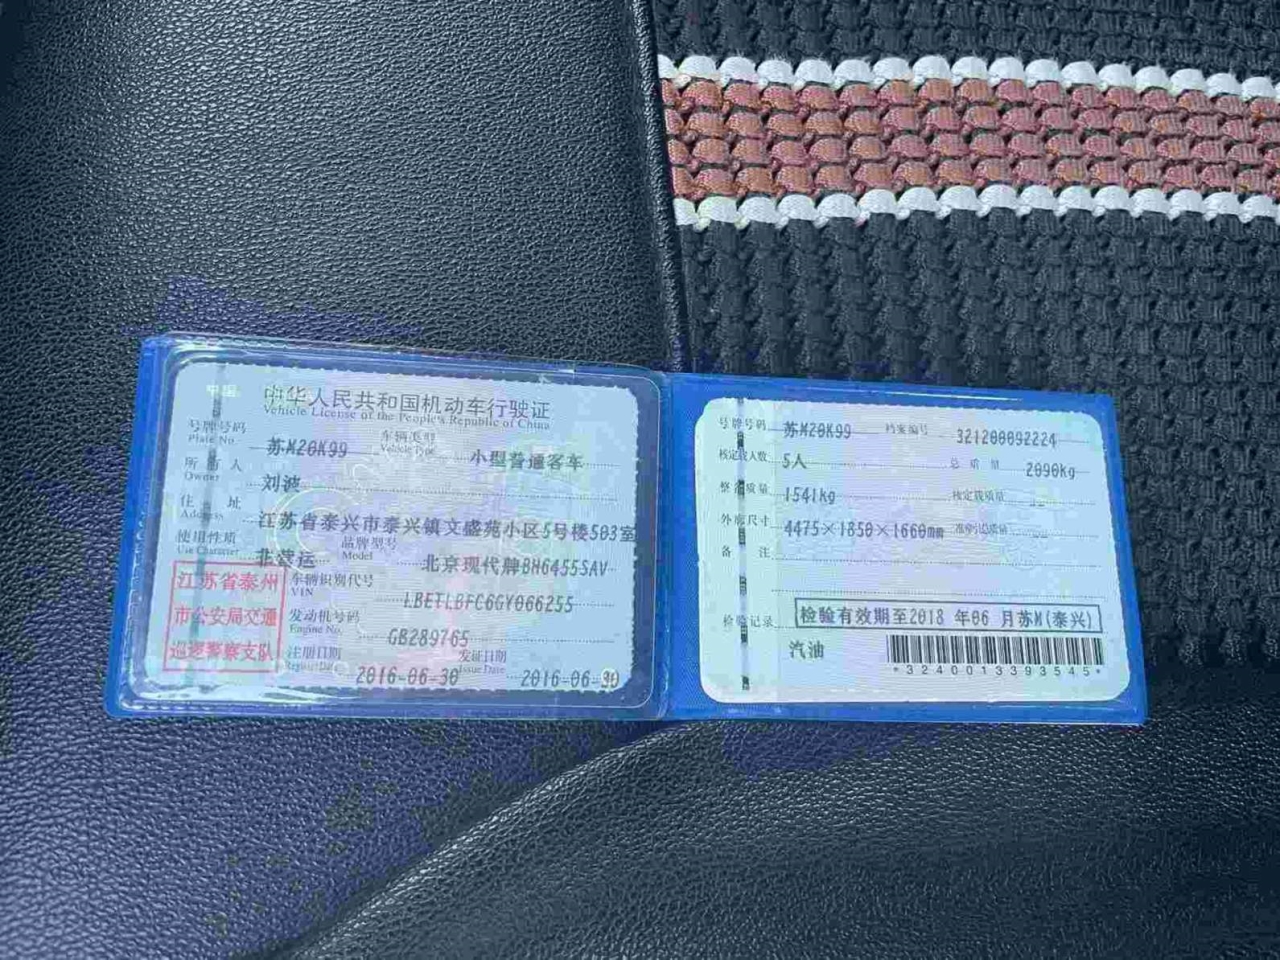 中国
中华人民共和国机动车行驶证
Vehicle License of the People's Republic of China
号牌号码 苏M20K99 车辆类型 小型普通客车
Plate No. Vehicle Type
所有人 刘波
Owner
住址 江苏省泰兴市泰兴镇文盛苑小区5号楼503室
Address
使用性质 非营运 品牌型号 北京现代牌BH6455SAV
Use Character Model
江苏省泰州
市公安局交通
巡逻警察支队
车辆识别代号 LBETLBFC6GY066255
VIN
发动机号码 GB289765
Engine No.
注册日期 2016-06-30 发证日期 2016-06-30
Register Date Issue Date
号牌号码 苏M20K99 档案编号 321200092224
核定载人数 5人 总质量 2090kg
整备质量 1541kg 核定载质量 --
外廓尺寸 4475×1850×1660mm 准牵引总质量 --
备注
检验记录 检验有效期至2018年06月苏M(泰兴)
汽油
*3240013393545*